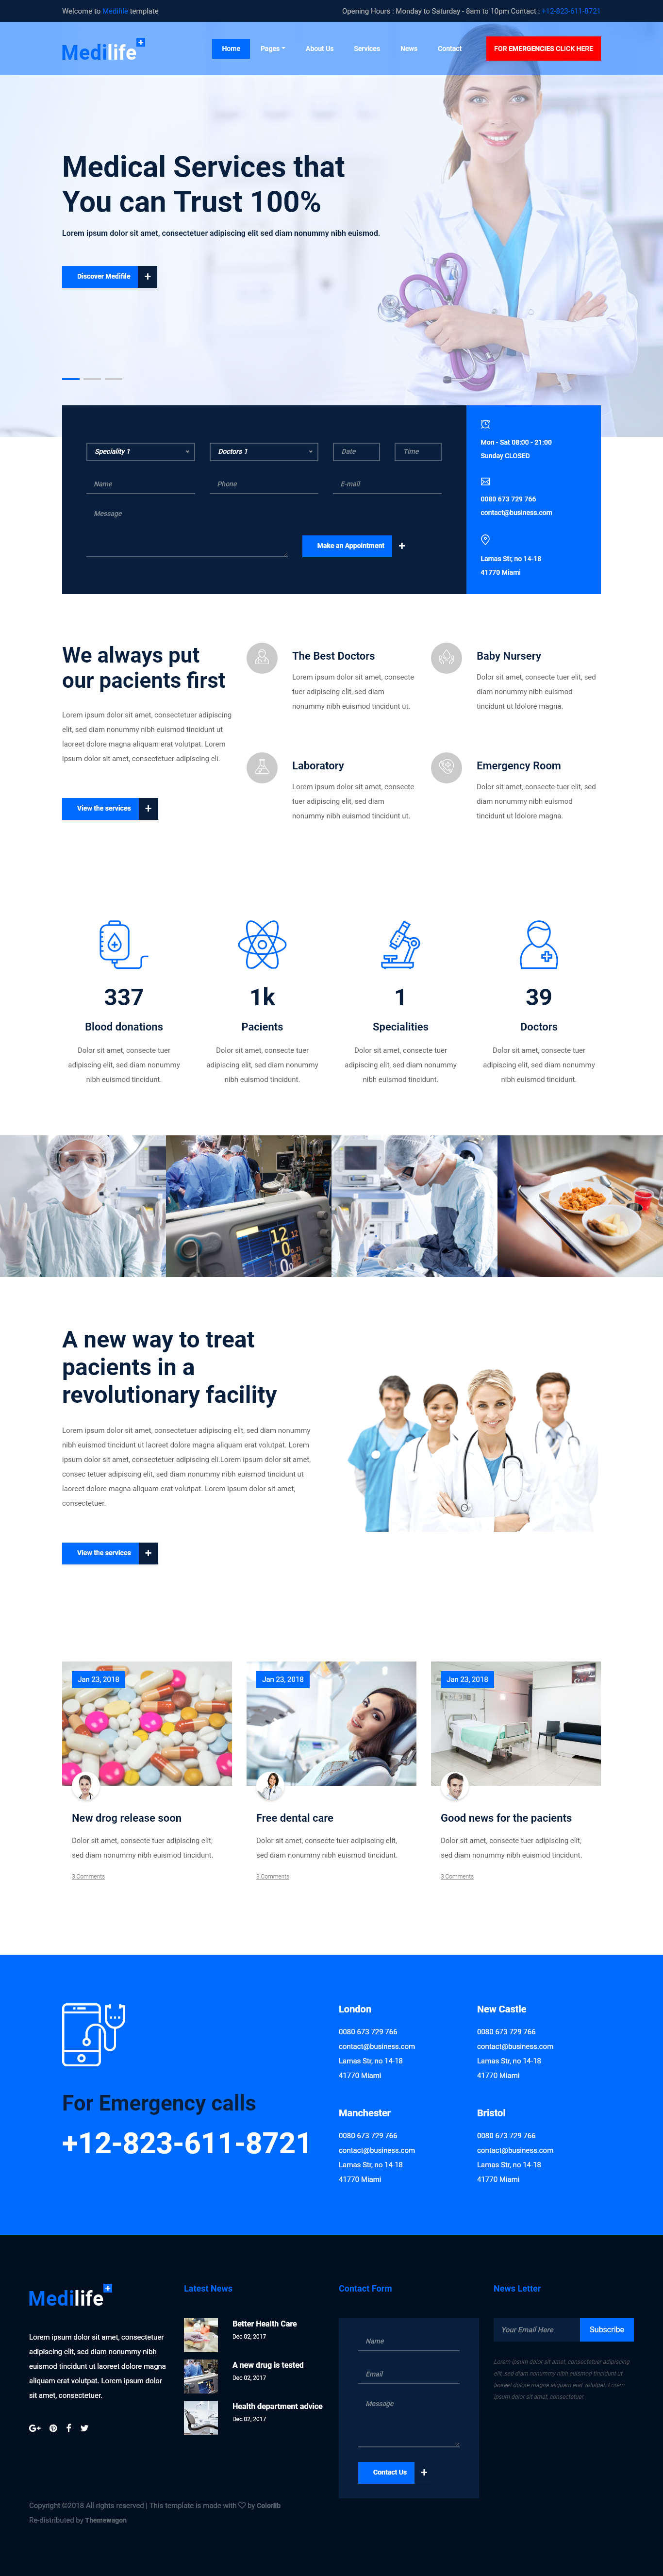 Welcome to Medifile template
Opening Hours : Monday to Saturday - 8am to 10pm Contact : +12-823-611-8721
Medilife
Home
Pages
About Us
Services
News
Contact
FOR EMERGENCIES CLICK HERE
Medical Services that
You can Trust 100%
Lorem ipsum dolor sit amet, consectetuer adipiscing elit sed diam nonummy nibh euismod.
Discover Medifile +
Speciality 1
Doctors 1
Date
Time
Name
Phone
E-mail
Message
Make an Appointment +
Mon - Sat 08:00 - 21:00
Sunday CLOSED
0080 673 729 766
contact@business.com
Lamas Str, no 14-18
41770 Miami
We always put
our pacients first
Lorem ipsum dolor sit amet, consectetuer adipiscing
elit, sed diam nonummy nibh euismod tincidunt ut
laoreet dolore magna aliquam erat volutpat. Lorem
ipsum dolor sit amet, consectetuer adipiscing eli.
View the services +
The Best Doctors
Lorem ipsum dolor sit amet, consecte
tuer adipiscing elit, sed diam
nonummy nibh euismod tincidunt ut.
Baby Nursery
Dolor sit amet, consecte tuer elit, sed
diam nonummy nibh euismod
tincidunt ut ldolore magna.
Laboratory
Lorem ipsum dolor sit amet, consecte
tuer adipiscing elit, sed diam
nonummy nibh euismod tincidunt ut.
Emergency Room
Dolor sit amet, consecte tuer elit, sed
diam nonummy nibh euismod
tincidunt ut ldolore magna.
337
Blood donations
Dolor sit amet, consecte tuer
adipiscing elit, sed diam nonummy
nibh euismod tincidunt.
1k
Pacients
Dolor sit amet, consecte tuer
adipiscing elit, sed diam nonummy
nibh euismod tincidunt.
1
Specialities
Dolor sit amet, consecte tuer
adipiscing elit, sed diam nonummy
nibh euismod tincidunt.
39
Doctors
Dolor sit amet, consecte tuer
adipiscing elit, sed diam nonummy
nibh euismod tincidunt.
A new way to treat
pacients in a
revolutionary facility
Lorem ipsum dolor sit amet, consectetuer adipiscing elit, sed diam nonummy
nibh euismod tincidunt ut laoreet dolore magna aliquam erat volutpat. Lorem
ipsum dolor sit amet, consectetuer adipiscing eli.Lorem ipsum dolor sit amet,
consec tetuer adipiscing elit, sed diam nonummy nibh euismod tincidunt ut
laoreet dolore magna aliquam erat volutpat. Lorem ipsum dolor sit amet,
consectetuer.
View the services +
Jan 23, 2018
New drog release soon
Dolor sit amet, consecte tuer adipiscing elit,
sed diam nonummy nibh euismod tincidunt.
3 Comments
Jan 23, 2018
Free dental care
Dolor sit amet, consecte tuer adipiscing elit,
sed diam nonummy nibh euismod tincidunt.
3 Comments
Jan 23, 2018
Good news for the pacients
Dolor sit amet, consecte tuer adipiscing elit,
sed diam nonummy nibh euismod tincidunt.
3 Comments
For Emergency calls
+12-823-611-8721
London
0080 673 729 766
contact@business.com
Lamas Str, no 14-18
41770 Miami
New Castle
0080 673 729 766
contact@business.com
Lamas Str, no 14-18
41770 Miami
Manchester
0080 673 729 766
contact@business.com
Lamas Str, no 14-18
41770 Miami
Bristol
0080 673 729 766
contact@business.com
Lamas Str, no 14-18
41770 Miami
Medilife
Lorem ipsum dolor sit amet, consectetuer
adipiscing elit, sed diam nonummy nibh
euismod tincidunt ut laoreet dolore magna
aliquam erat volutpat. Lorem ipsum dolor
sit amet, consectetuer.
Latest News
Better Health Care
Dec 02, 2017
A new drug is tested
Dec 02, 2017
Health department advice
Dec 02, 2017
Contact Form
Name
Email
Message
Contact Us +
News Letter
Your Email Here
Subscribe
Lorem ipsum dolor sit amet, consectetuer adipiscing
elit, sed diam nonummy nibh euismod tincidunt ut
laoreet dolore magna aliquam erat volutpat. Lorem
ipsum dolor sit amet, consectetuer.
Copyright ©2018 All rights reserved | This template is made with ♡ by Colorlib
Re-distributed by Themewagon